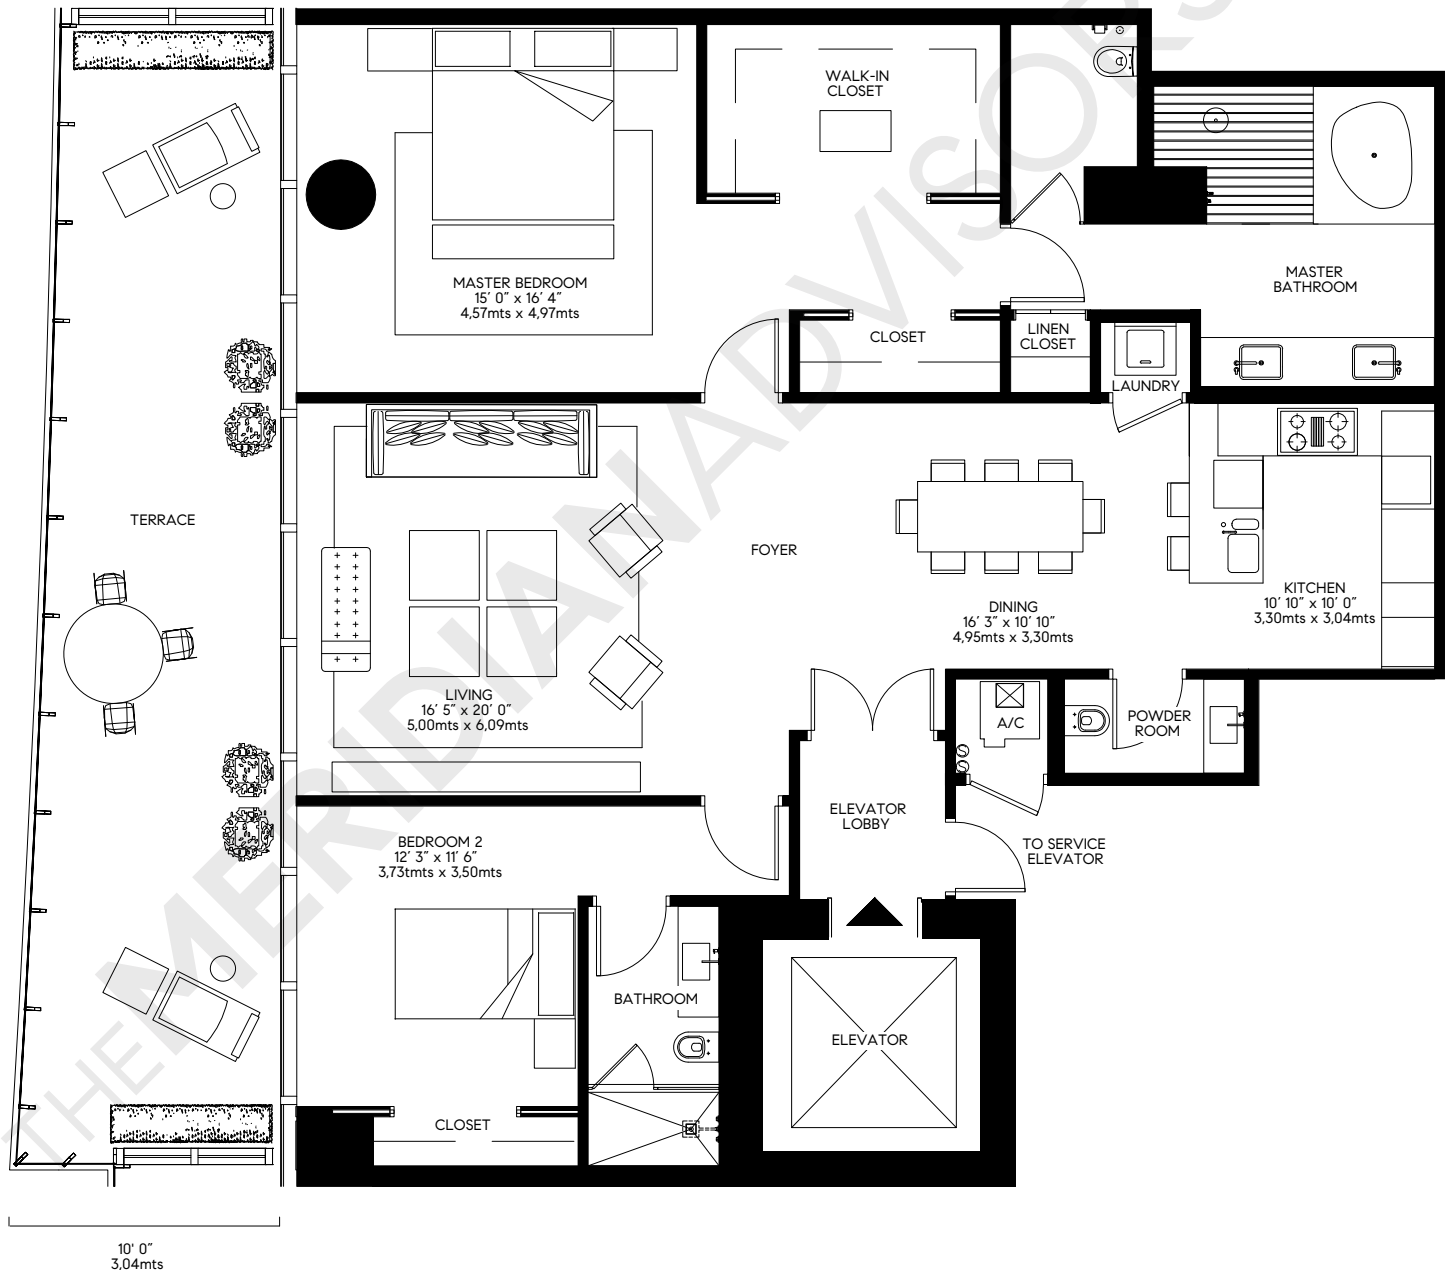 WALK-IN
CLOSET
MASTER BEDROOM
15' 0" x 16' 4"
4,57mts x 4,97mts
MASTER
BATHROOM
CLOSET
LINEN
CLOSET
LAUNDRY
TERRACE
FOYER
DINING
16' 3" x 10' 10"
4,95mts x 3,30mts
KITCHEN
10' 10" x 10' 0"
3,30mts x 3,04mts
LIVING
16' 5" x 20' 0"
5,00mts x 6,09mts
A/C
POWDER
ROOM
ELEVATOR
LOBBY
TO SERVICE
ELEVATOR
BEDROOM 2
12' 3" x 11' 6"
3,73tmts x 3,50mts
BATHROOM
ELEVATOR
CLOSET
10' 0"
3,04mts
THE MERIDIAN ADVISORS